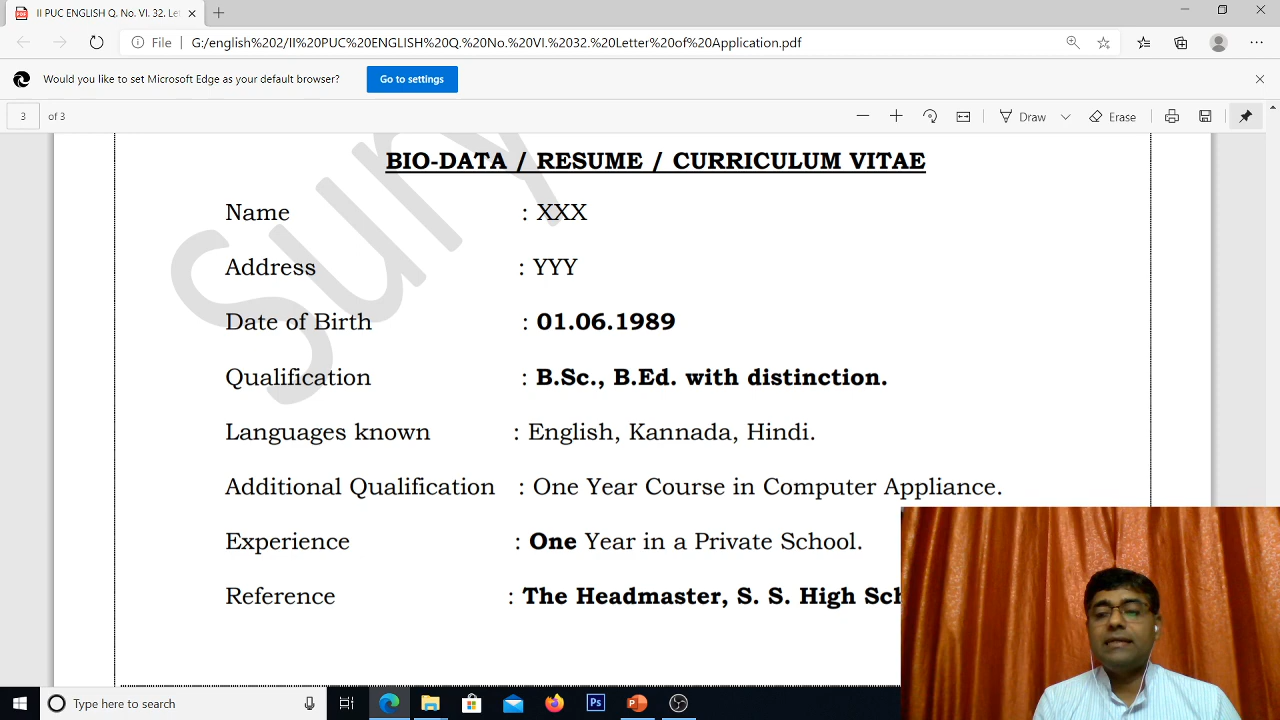 II PUC ENGLISH Q. No. VI. 32. Let
File | G:/english%202/II%20PUC%20ENGLISH%20Q.%20No.%20VI.%2032.%20Letter%20of%20Application.pdf
Would you like to set Microsoft Edge as your default browser? Go to settings
3 of 3 Draw Erase
BIO-DATA / RESUME / CURRICULUM VITAE
Name : XXX
Address : YYY
Date of Birth : 01.06.1989
Qualification : B.Sc., B.Ed. with distinction.
Languages known : English, Kannada, Hindi.
Additional Qualification : One Year Course in Computer Appliance.
Experience : One Year in a Private School.
Reference : The Headmaster, S. S. High Sch
Type here to search
Ps